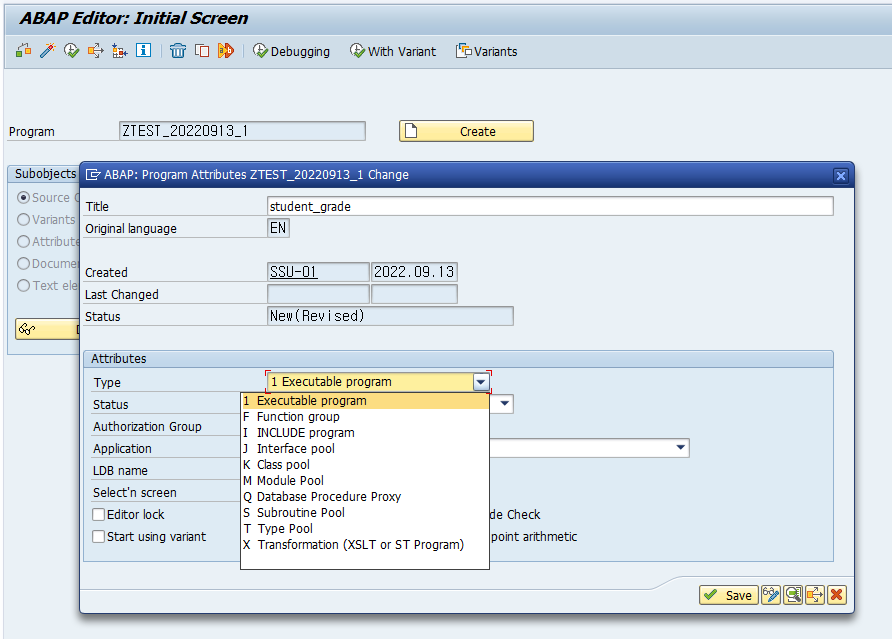 ABAP Editor: Initial Screen
Debugging With Variant Variants
Program ZTEST_20220913_1 Create
Subobjects
Source C
Variants
Attribute
Docume
Text ele
ABAP: Program Attributes ZTEST_20220913_1 Change
Title student_grade
Original language EN
Created SSU-01 2022.09.13
Last Changed
Status New(Revised)
Attributes
Type 1 Executable program
Status
Authorization Group
Application
LDB name
Select'n screen
Editor lock de Check
Start using variant point arithmetic
1 Executable program
F Function group
I INCLUDE program
J Interface pool
K Class pool
M Module Pool
Q Database Procedure Proxy
S Subroutine Pool
T Type Pool
X Transformation (XSLT or ST Program)
Save